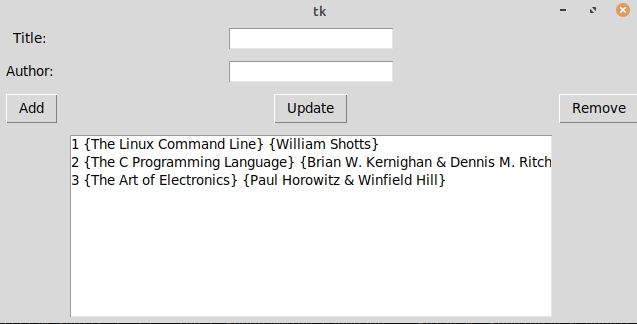 tk
Title:
Author:
Add Update Remove
1 {The Linux Command Line} {William Shotts}
2 {The C Programming Language} {Brian W. Kernighan & Dennis M. Ritch
3 {The Art of Electronics} {Paul Horowitz & Winfield Hill}